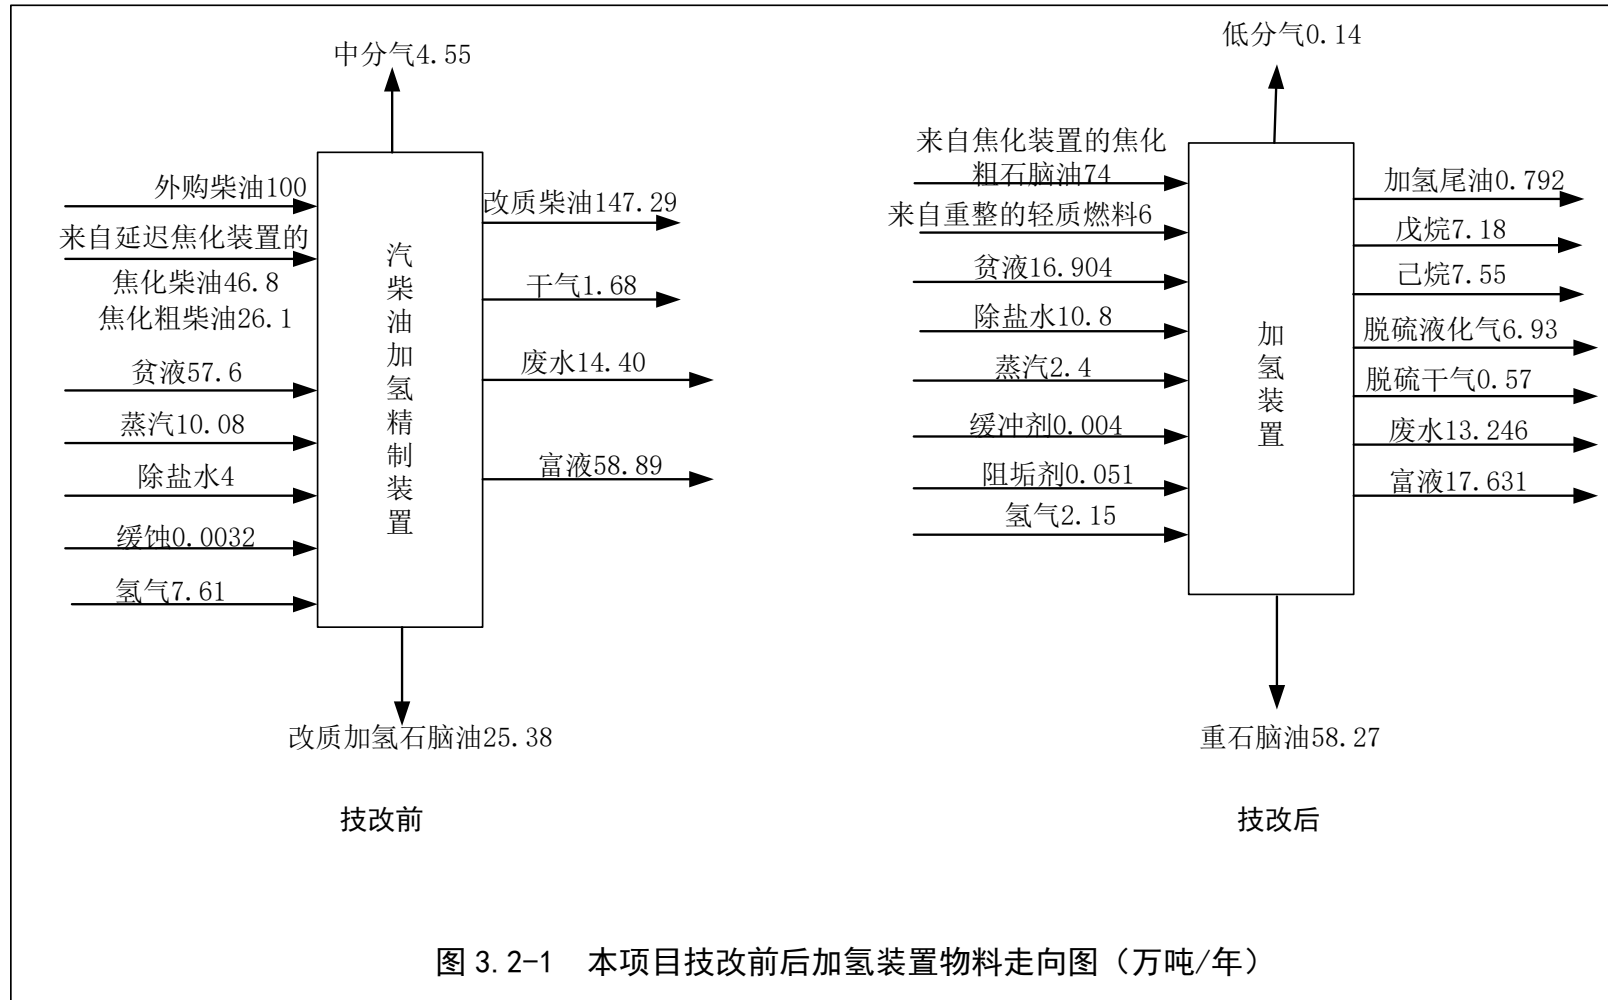 中分气4.55
外购柴油100
来自延迟焦化装置的
焦化柴油46.8
焦化粗柴油26.1
贫液57.6
蒸汽10.08
除盐水4
缓蚀0.0032
氢气7.61
汽柴油加氢精制装置
改质柴油147.29
干气1.68
废水14.40
富液58.89
改质加氢石脑油25.38
技改前
低分气0.14
来自焦化装置的焦化
粗石脑油74
来自重整的轻质燃料6
贫液16.904
除盐水10.8
蒸汽2.4
缓冲剂0.004
阻垢剂0.051
氢气2.15
加氢装置
加氢尾油0.792
戊烷7.18
己烷7.55
脱硫液化气6.93
脱硫干气0.57
废水13.246
富液17.631
重石脑油58.27
技改后
图 3.2-1 本项目技改前后加氢装置物料走向图（万吨/年）